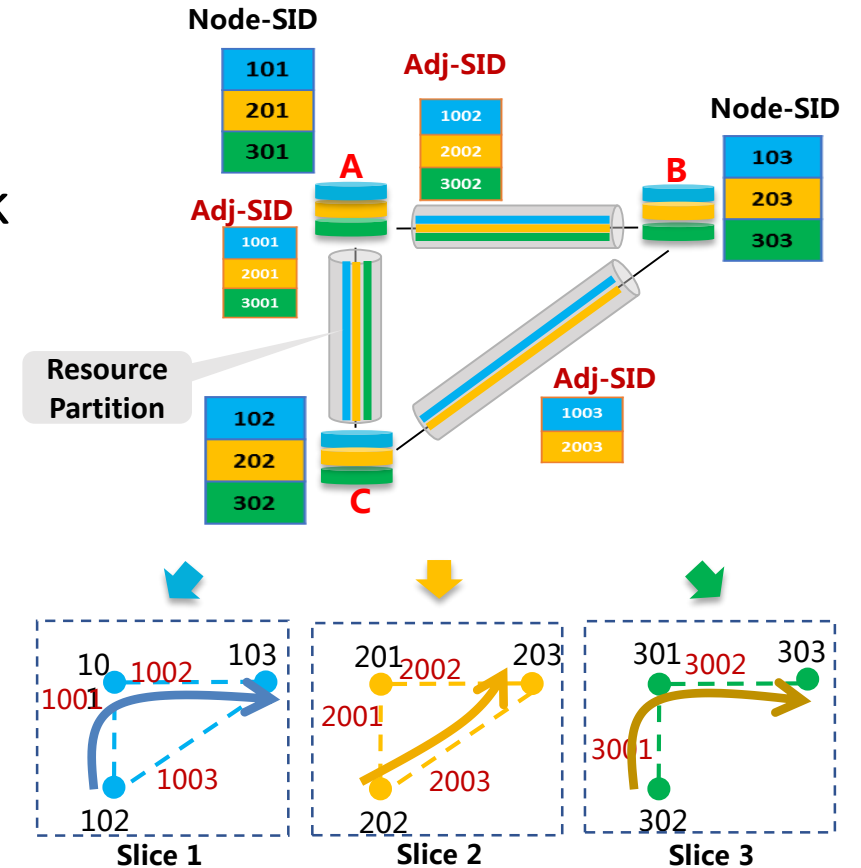 Node-SID
101
201
301
Adj-SID
1002
2002
3002
Node-SID
103
203
303
A
B
K
Adj-SID
1001
2001
3001
Resource
Partition
Adj-SID
1003
2003
102
202
302
C
10
1
1002
103
1001
1003
102
Slice 1
201
2002
203
2001
2003
202
Slice 2
301
3002
303
3001
302
Slice 3